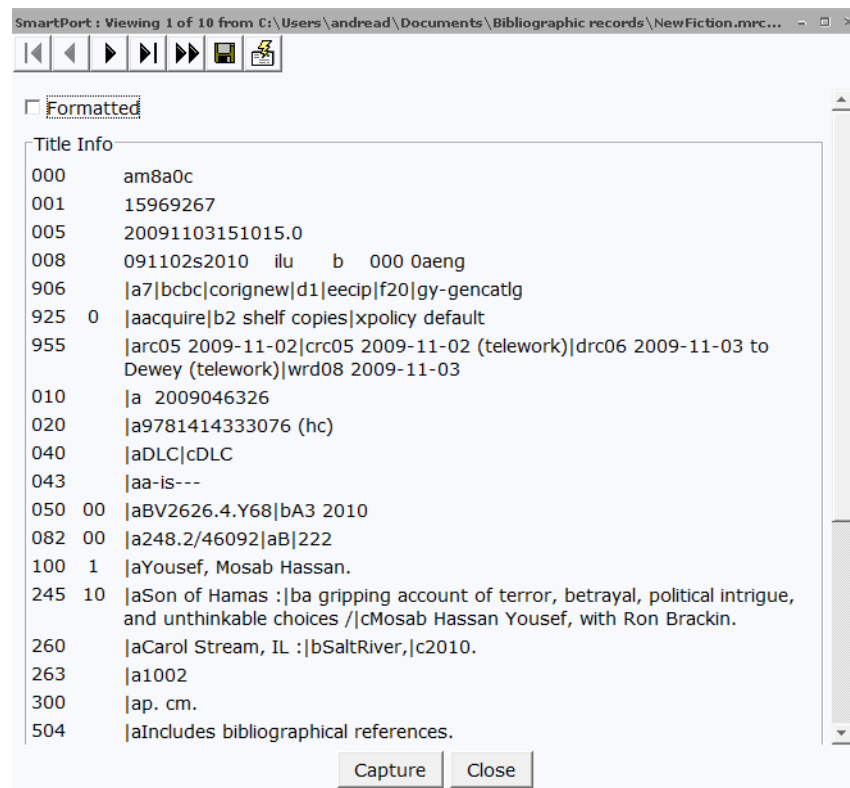 SmartPort : Viewing 1 of 10 from C:\Users\andread\Documents\Bibliographic records\NewFiction.mrc...
Formatted
Title Info
000 am8a0c
001 15969267
005 20091103151015.0
008 091102s2010    ilu      b    000 0aeng
906 |a7|bcbc|corignew|d1|eecip|f20|gy-gencatlg
925 0 |aacquire|b2 shelf copies|xpolicy default
955 |arc05 2009-11-02|crc05 2009-11-02 (telework)|drc06 2009-11-03 to
Dewey (telework)|wrd08 2009-11-03
010 |a  2009046326
020 |a9781414333076 (hc)
040 |aDLC|cDLC
043 |aa-is---
050 00 |aBV2626.4.Y68|bA3 2010
082 00 |a248.2/46092|aB|222
100 1 |aYousef, Mosab Hassan.
245 10 |aSon of Hamas :|ba gripping account of terror, betrayal, political intrigue,
and unthinkable choices /|cMosab Hassan Yousef, with Ron Brackin.
260 |aCarol Stream, IL :|bSaltRiver,|c2010.
263 |a1002
300 |ap. cm.
504 |aIncludes bibliographical references.
Capture Close